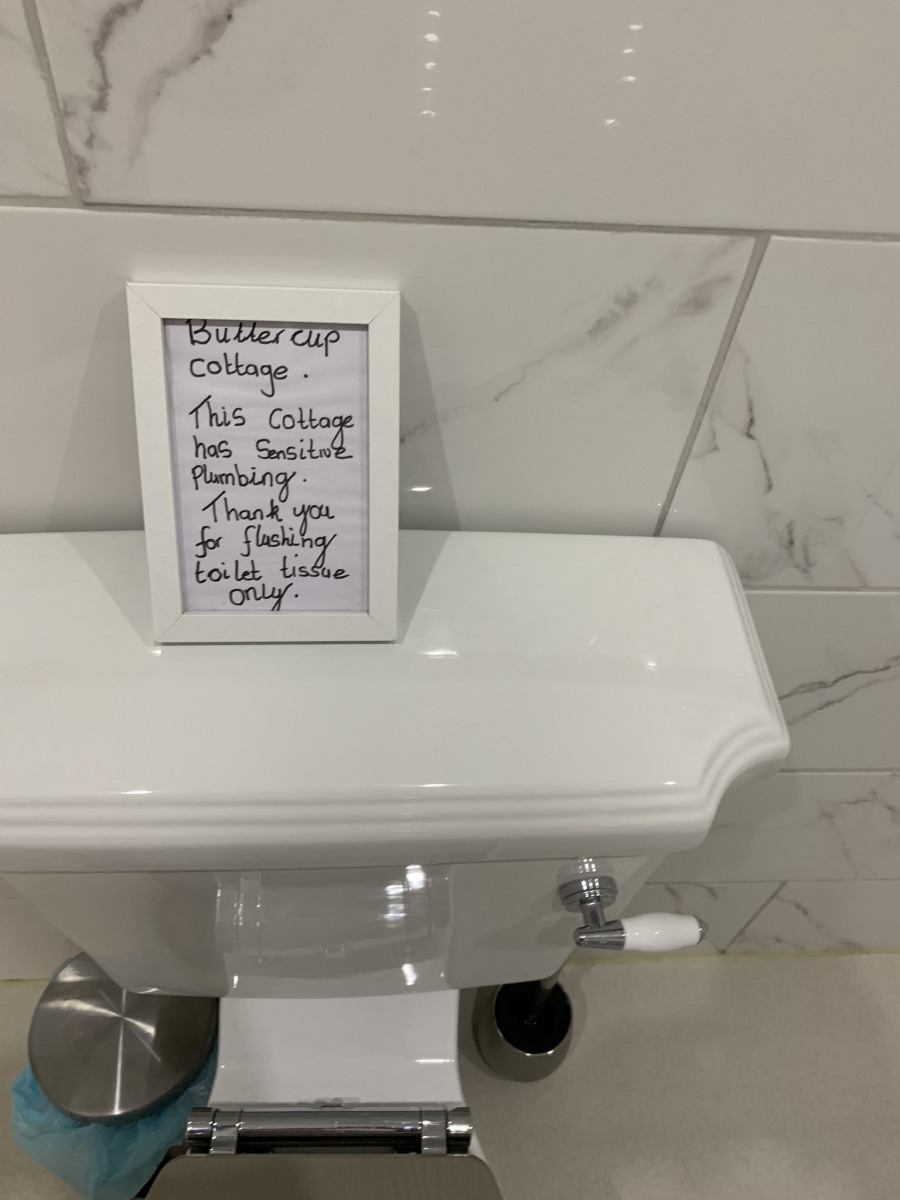 Buttercup
Cottage.
This Cottage
has Sensitive
Plumbing.
Thank you
for flushing
toilet tissue
only.